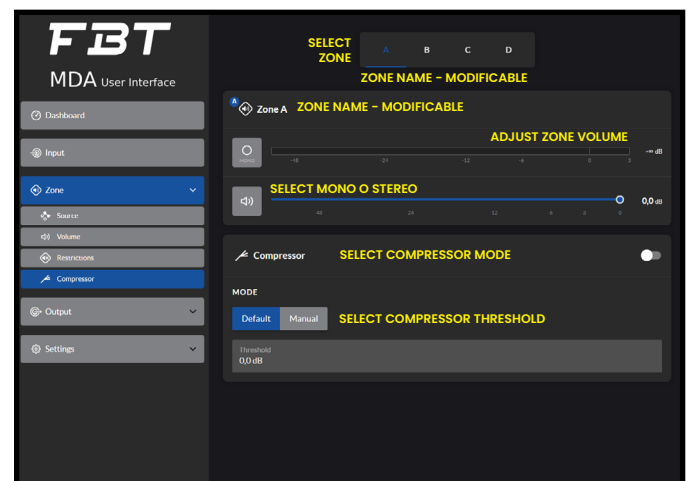 FBT
MDA User Interface
Dashboard
Input
Zone
Source
Volume
Restrictions
Compressor
Output
Settings
SELECT ZONE
A B C D
ZONE NAME - MODIFICABLE
A
Zone A ZONE NAME - MODIFICABLE
ADJUST ZONE VOLUME
MONO
-48 -24 -12 -6 0 3
-∞ dB
SELECT MONO O STEREO
0,0 dB
48 24 12 6 3 0
Compressor SELECT COMPRESSOR MODE
MODE
Default Manual SELECT COMPRESSOR THRESHOLD
Threshold
0,0 dB